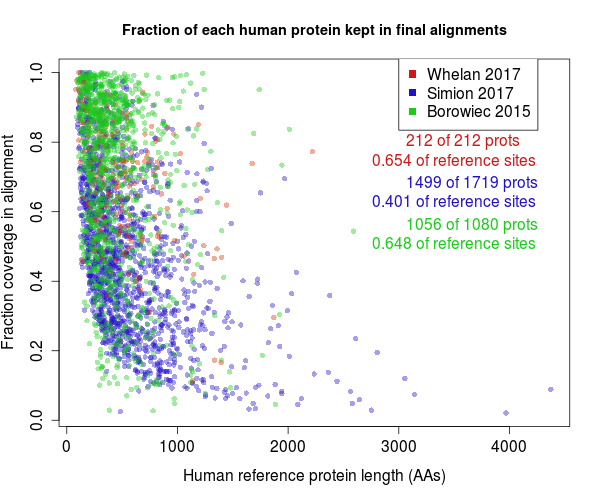 Fraction of each human protein kept in final alignments
Whelan 2017
Simion 2017
Borowiec 2015
212 of 212 prots
0.654 of reference sites
1499 of 1719 prots
0.401 of reference sites
1056 of 1080 prots
0.648 of reference sites
Fraction coverage in alignment
1.0
0.8
0.6
0.4
0.2
0.0
0 1000 2000 3000 4000
Human reference protein length (AAs)